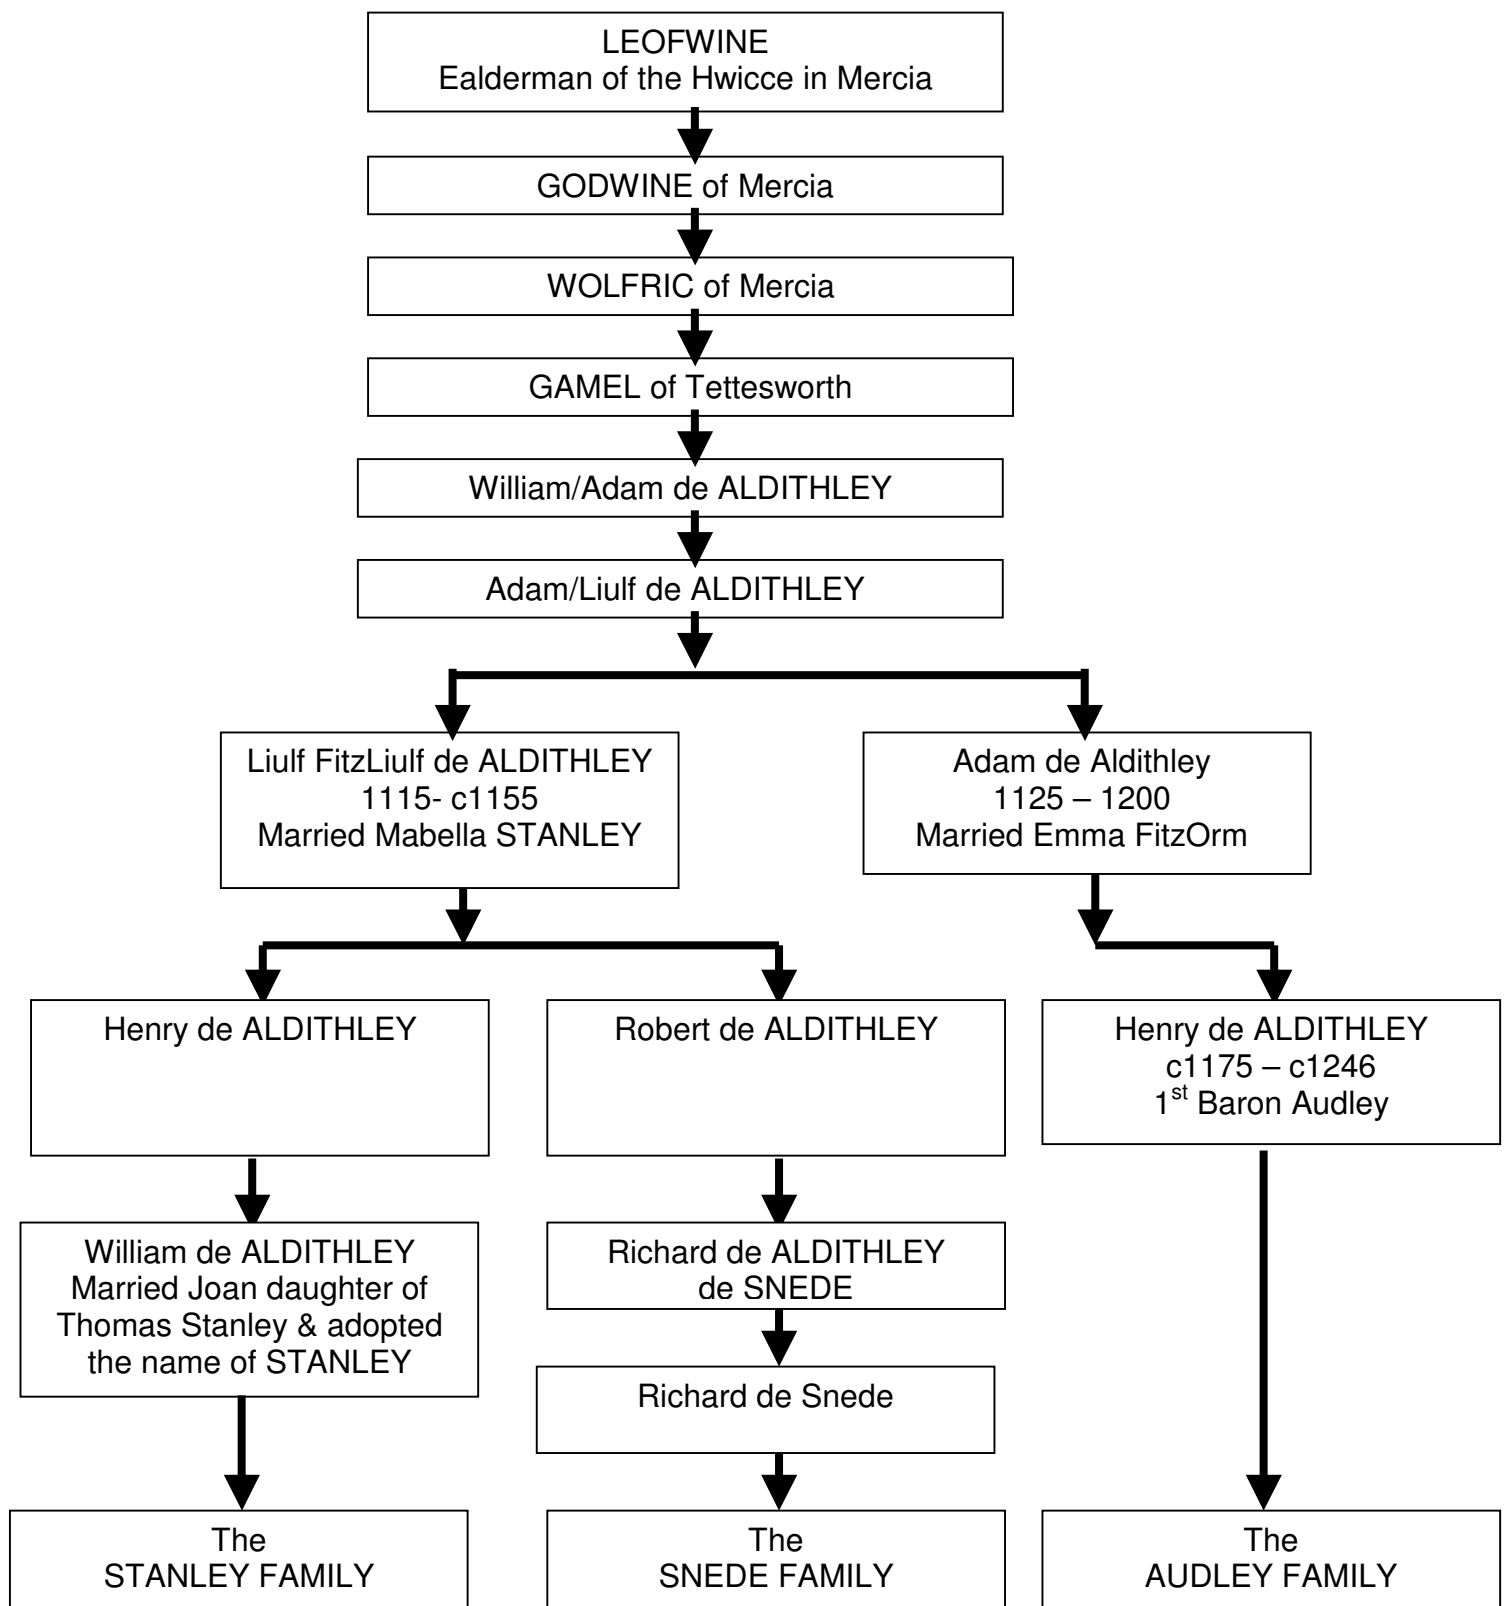 LEOFWINE
Ealderman of the Hwicce in Mercia
GODWINE of Mercia
WOLFRIC of Mercia
GAMEL of Tettesworth
William/Adam de ALDITHLEY
Adam/Liulf de ALDITHLEY
Liulf FitzLiulf de ALDITHLEY
1115- c1155
Married Mabella STANLEY
Adam de Aldithley
1125 – 1200
Married Emma FitzOrm
Henry de ALDITHLEY
Robert de ALDITHLEY
Henry de ALDITHLEY
c1175 – c1246
1st Baron Audley
William de ALDITHLEY
Married Joan daughter of
Thomas Stanley & adopted
the name of STANLEY
Richard de ALDITHLEY
de SNEDE
Richard de Snede
The
STANLEY FAMILY
The
SNEDE FAMILY
The
AUDLEY FAMILY